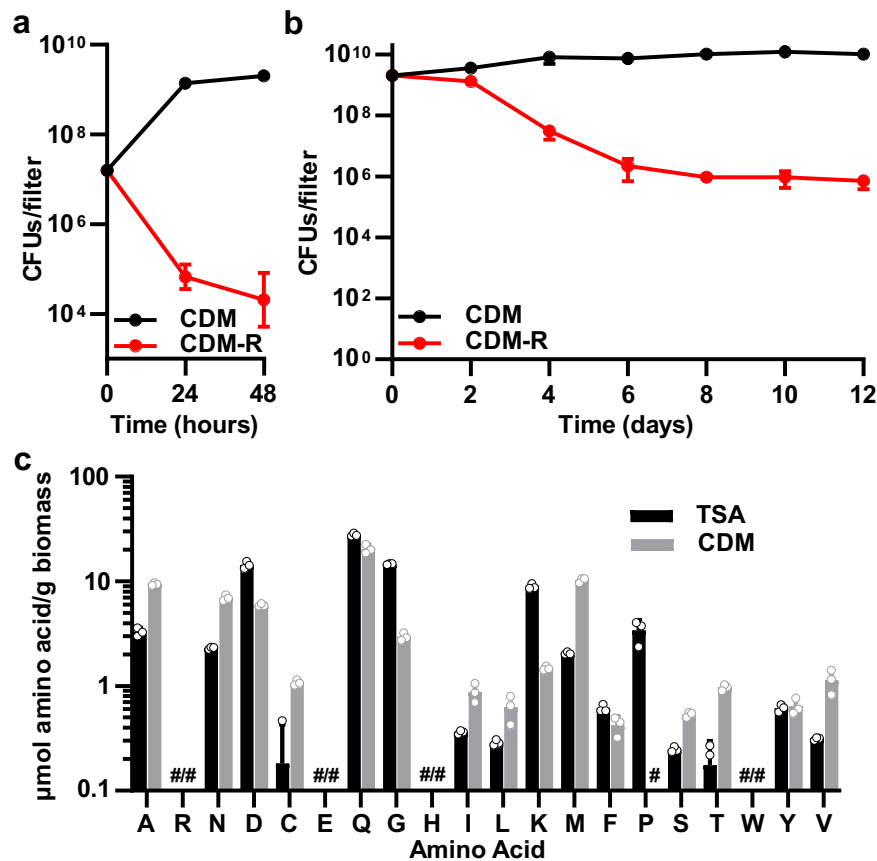 a
CFUs/filter
10^10
10^8
10^6
10^4
CDM
CDM-R
0 24 48
Time (hours)
b
CFUs/filter
10^10
10^8
10^6
10^4
10^2
10^0
CDM
CDM-R
0 2 4 6 8 10 12
Time (days)
c
µmol amino acid/g biomass
100
10
1
0.1
TSA
CDM
#/# #/# #/# # #/#
A R N D C E Q G H I L K M F P S T W Y V
Amino Acid